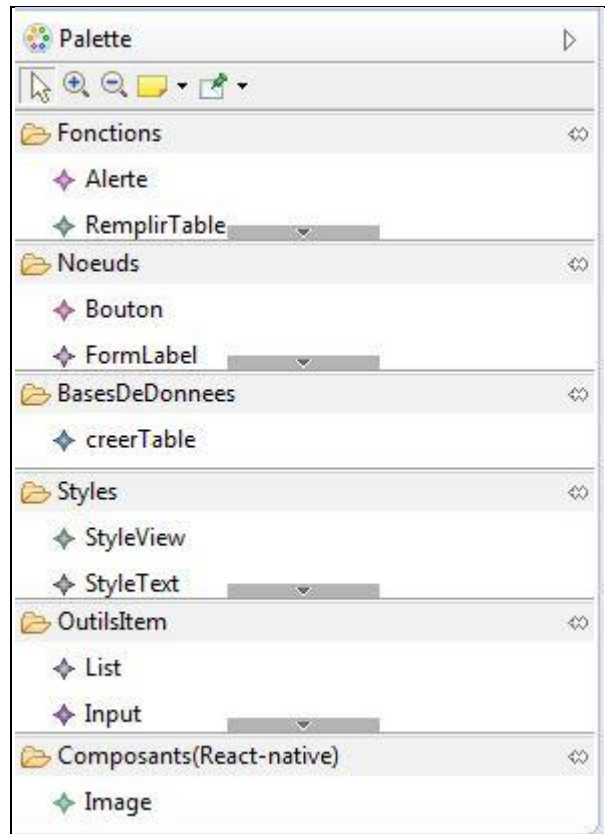 Palette
Fonctions
Alerte
RemplirTable
Noeuds
Bouton
FormLabel
BasesDeDonnees
creerTable
Styles
StyleView
StyleText
OutilsItem
List
Input
Composants(React-native)
Image